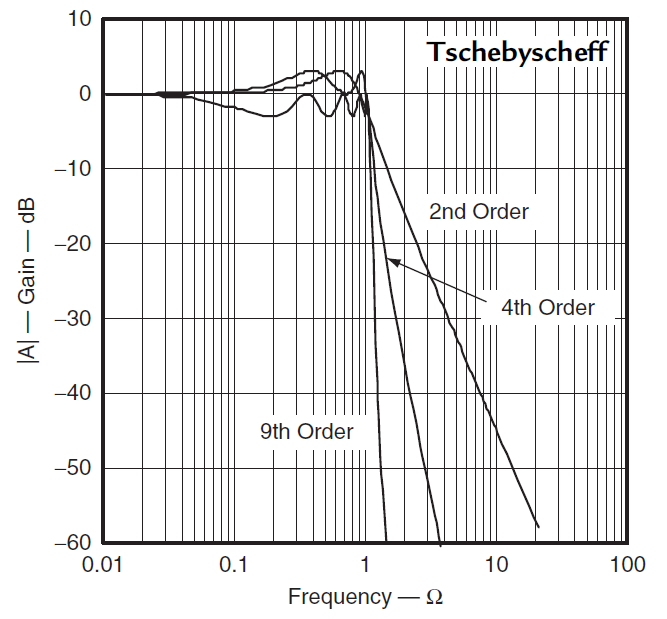 10
Tschebyscheff
0
–10
2nd Order
–20
4th Order
–30
|A| — Gain — dB
–40
9th Order
–50
–60
0.01 0.1 1 10 100
Frequency — Ω